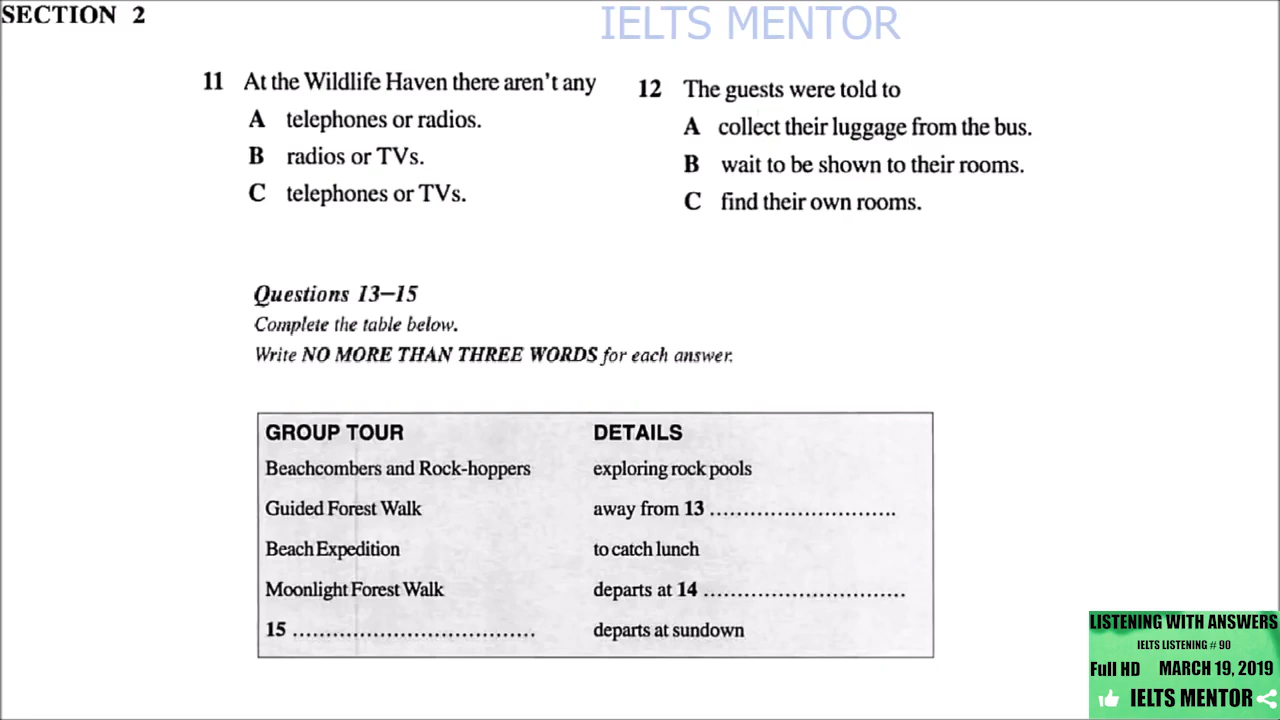 SECTION 2
IELTS MENTOR
11 At the Wildlife Haven there aren't any
A telephones or radios.
B radios or TVs.
C telephones or TVs.
12 The guests were told to
A collect their luggage from the bus.
B wait to be shown to their rooms.
C find their own rooms.
Questions 13–15
Complete the table below.
Write NO MORE THAN THREE WORDS for each answer.
GROUP TOUR DETAILS
Beachcombers and Rock-hoppers exploring rock pools
Guided Forest Walk away from 13 ............................
Beach Expedition to catch lunch
Moonlight Forest Walk departs at 14 ..............................
15 .................................... departs at sundown
LISTENING WITH ANSWERS
IELTS LISTENING # 90
Full HD MARCH 19, 2019
IELTS MENTOR